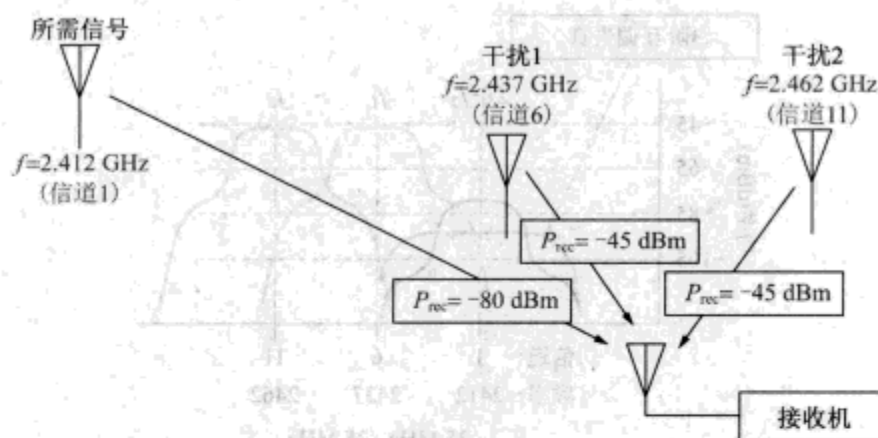 所需信号
f=2.412 GHz
(信道1)
干扰1
f=2.437 GHz
(信道6)
干扰2
f=2.462 GHz
(信道11)
Prec= −45 dBm
Prec= −80 dBm
Prec= −45 dBm
接收机